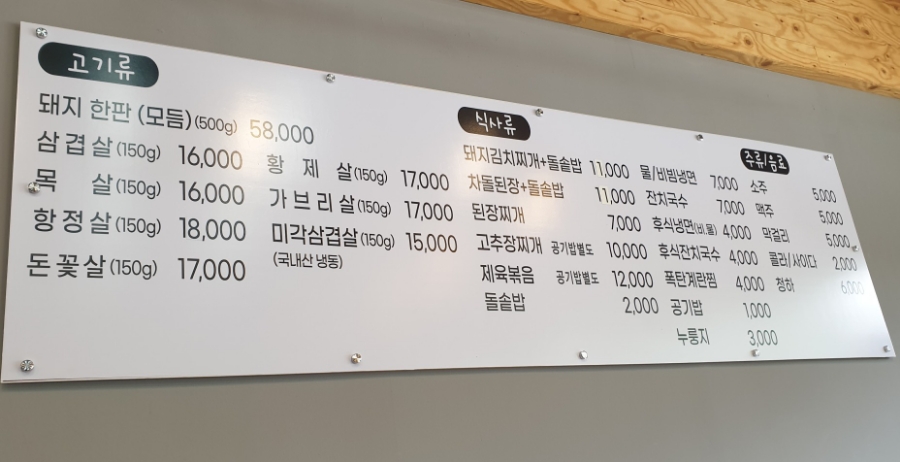 고기류
돼지 한판 (모듬)(500g) 58,000
삼겹살(150g) 16,000
목 살(150g) 16,000
항정살(150g) 18,000
돈꽃살(150g) 17,000
황 제 살(150g) 17,000
가브리살(150g) 17,000
미각삼겹살(150g) 15,000
(국내산 냉동)
식사류
돼지김치찌개+돌솥밥 11,000
차돌된장+돌솥밥 11,000
된장찌개 7,000
고추장찌개 공기밥별도 10,000
제육볶음 공기밥별도 12,000
돌솥밥 2,000
물/비빔냉면 7,000
잔치국수 7,000
후식냉면(비,물) 4,000
후식잔치국수 4,000
폭탄계란찜 4,000
공기밥 1,000
누룽지 3,000
주류/음료
소주 5,000
맥주 5,000
막걸리 5,000
콜라/사이다 2,000
청하 6,000